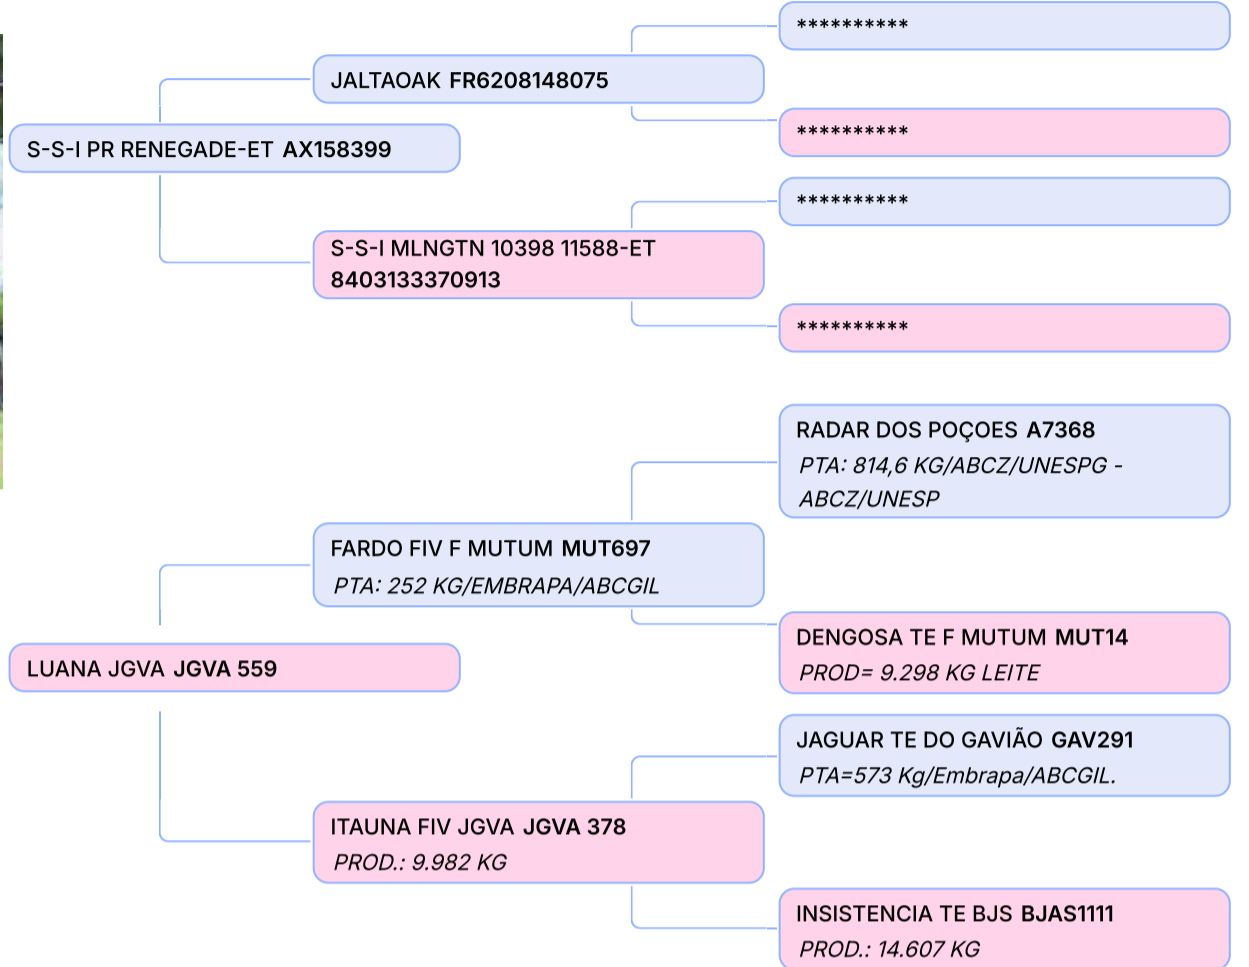 **********
JALTAOAK FR6208148075
**********
S-S-I PR RENEGADE-ET AX158399
**********
S-S-I MLNGTN 10398 11588-ET
8403133370913
**********
RADAR DOS POÇOES A7368
PTA: 814,6 KG/ABCZ/UNESPG -
ABCZ/UNESP
FARDO FIV F MUTUM MUT697
PTA: 252 KG/EMBRAPA/ABCGIL
DENGOSA TE F MUTUM MUT14
PROD= 9.298 KG LEITE
LUANA JGVA JGVA 559
JAGUAR TE DO GAVIÃO GAV291
PTA=573 Kg/Embrapa/ABCGIL.
ITAUNA FIV JGVA JGVA 378
PROD.: 9.982 KG
INSISTENCIA TE BJS BJAS1111
PROD.: 14.607 KG